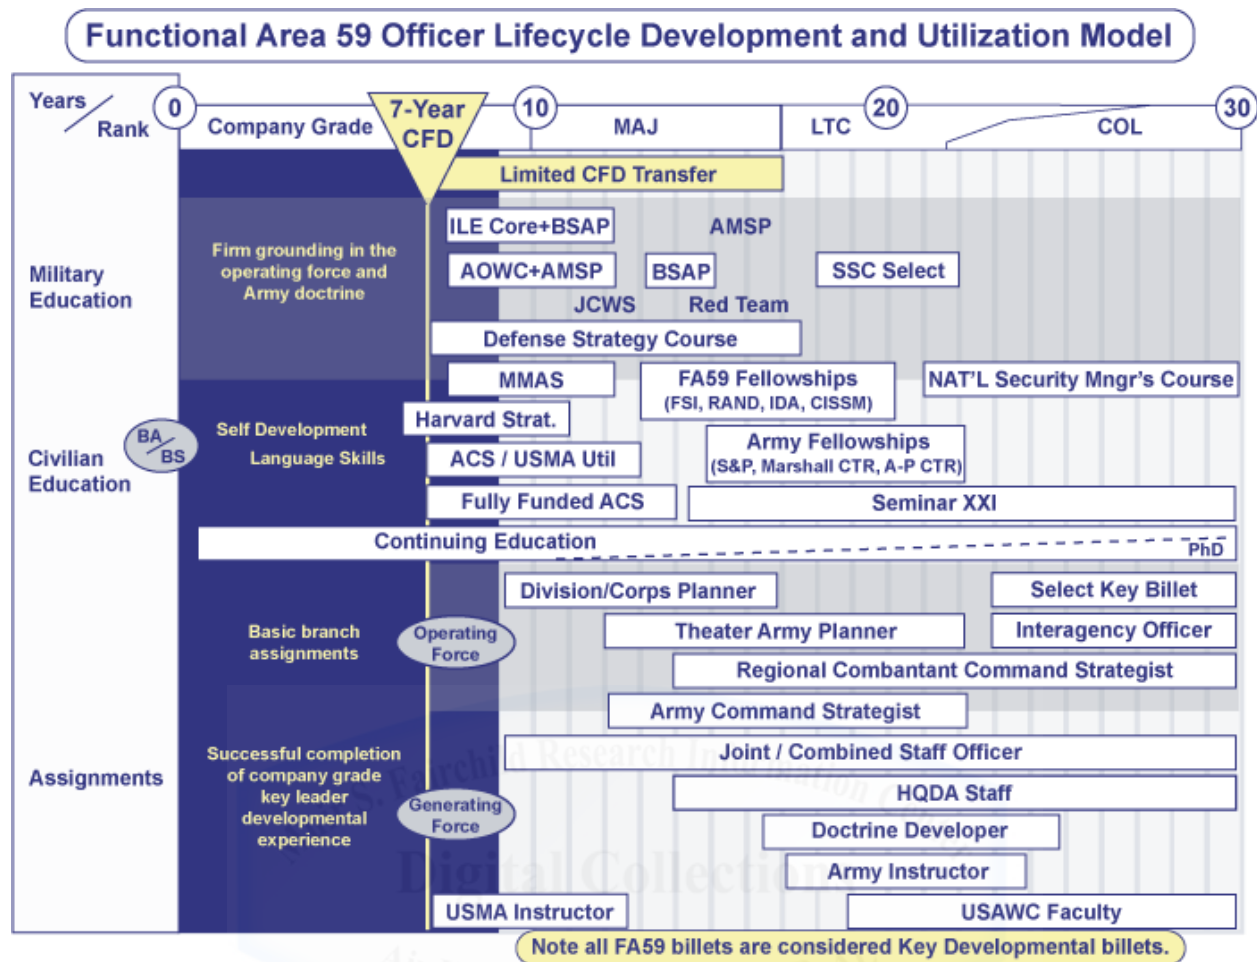 Functional Area 59 Officer Lifecycle Development and Utilization Model
Years / Rank
0
10
20
30
Company Grade
7-Year
CFD
MAJ
LTC
COL
Limited CFD Transfer
Military
Education
Firm grounding in the
operating force and
Army doctrine
ILE Core+BSAP
AMSP
AOWC+AMSP
BSAP
SSC Select
JCWS
Red Team
Defense Strategy Course
MMAS
FA59 Fellowships
(FSI, RAND, IDA, CISSM)
NAT'L Security Mngr's Course
Civilian
Education
BA / BS
Self Development
Language Skills
Harvard Strat.
Army Fellowships
(S&P, Marshall CTR, A-P CTR)
ACS / USMA Util
Fully Funded ACS
Seminar XXI
Continuing Education
PhD
Assignments
Basic branch
assignments
Operating
Force
Division/Corps Planner
Select Key Billet
Theater Army Planner
Interagency Officer
Regional Combantant Command Strategist
Army Command Strategist
Successful completion
of company grade
key leader
developmental
experience
Generating
Force
Joint / Combined Staff Officer
HQDA Staff
Doctrine Developer
Army Instructor
USMA Instructor
USAWC Faculty
Note all FA59 billets are considered Key Developmental billets.
S. Fairchild Research Information
Digital Collections